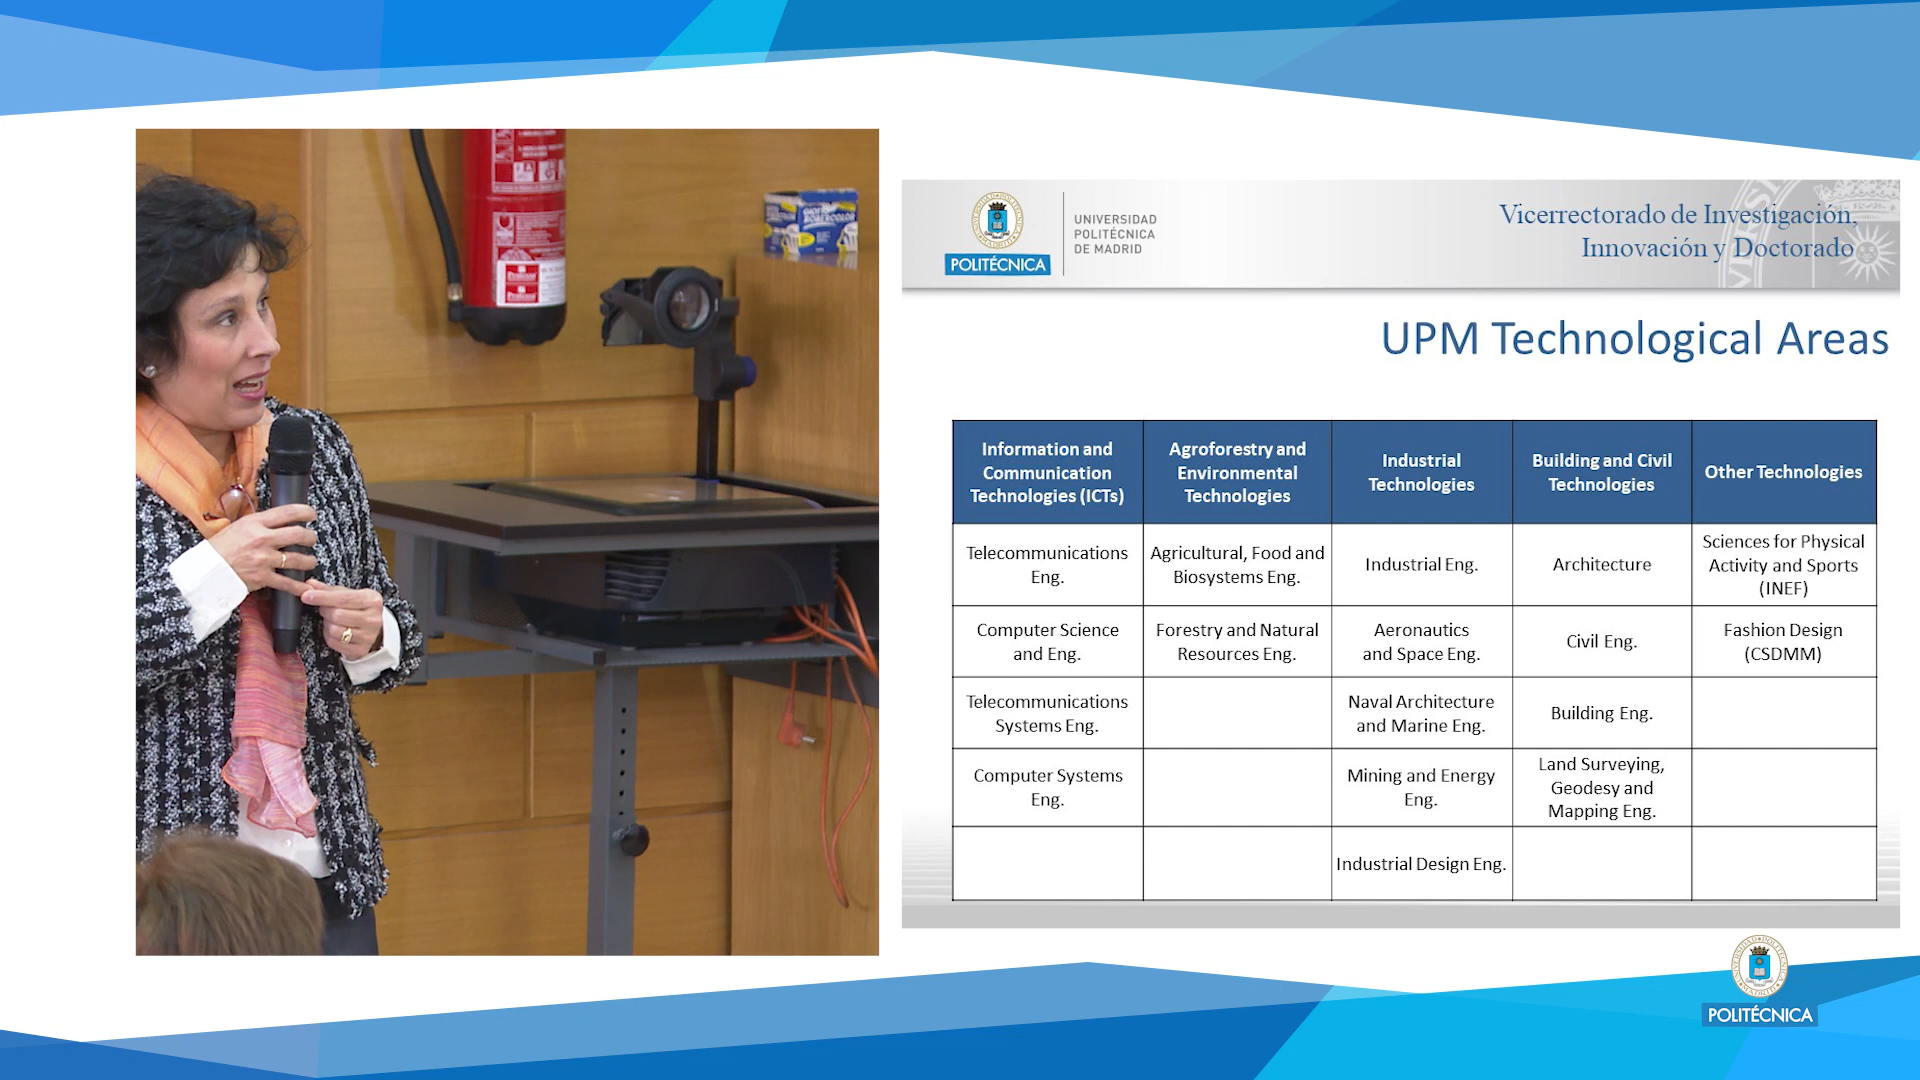 UNIVERSIDAD
POLITÉCNICA
DE MADRID
POLITÉCNICA
Vicerrectorado de Investigación,
Innovación y Doctorado
UPM Technological Areas
Information and
Communication
Technologies (ICTs)
Agroforestry and
Environmental
Technologies
Industrial
Technologies
Building and Civil
Technologies
Other Technologies
Telecommunications
Eng.
Agricultural, Food and
Biosystems Eng.
Industrial Eng.
Architecture
Sciences for Physical
Activity and Sports
(INEF)
Computer Science
and Eng.
Forestry and Natural
Resources Eng.
Aeronautics
and Space Eng.
Civil Eng.
Fashion Design
(CSDMM)
Telecommunications
Systems Eng.
Naval Architecture
and Marine Eng.
Building Eng.
Computer Systems
Eng.
Mining and Energy
Eng.
Land Surveying,
Geodesy and
Mapping Eng.
Industrial Design Eng.
POLITÉCNICA